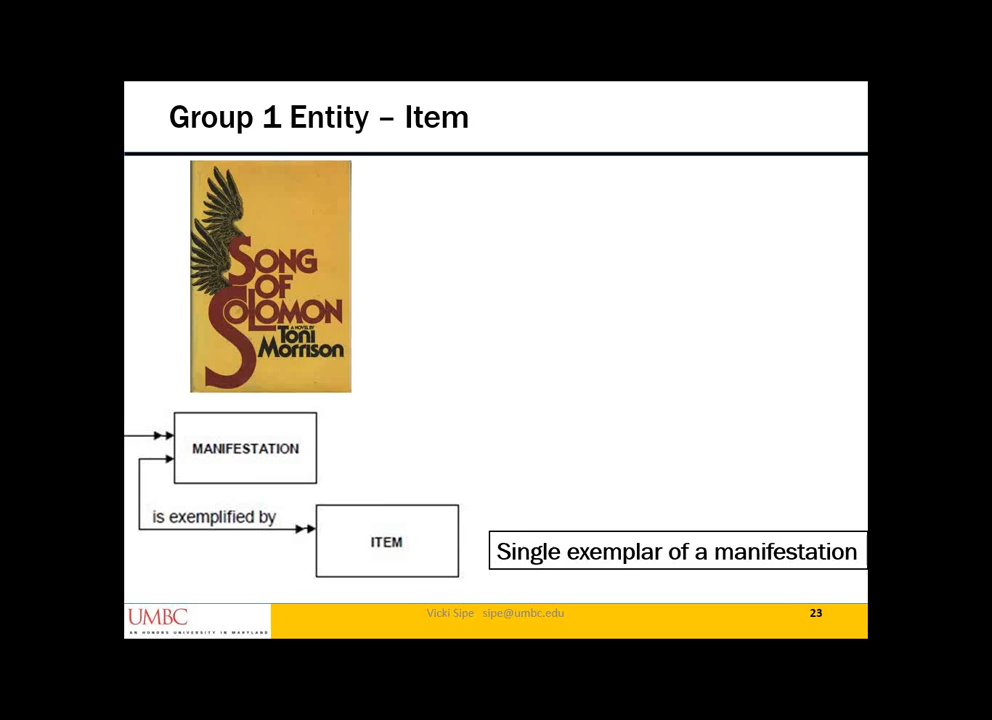 Group 1 Entity – Item
SONG
OF
SOLOMON
A NOVEL BY
Toni
Morrison
MANIFESTATION
is exemplified by
ITEM
Single exemplar of a manifestation
UMBC
AN HONORS UNIVERSITY IN MARYLAND
Vicki Sipe sipe@umbc.edu
23